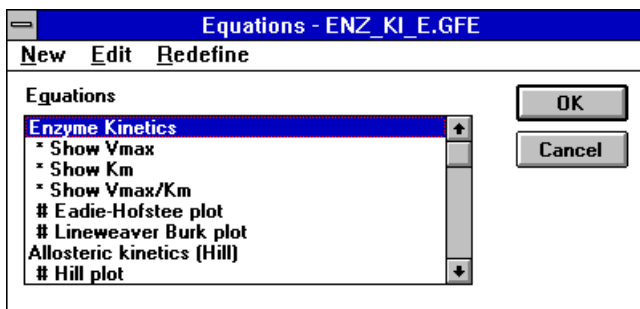 Equations - ENZ_KI_E.GFE
New Edit Redefine
Equations
Enzyme Kinetics
* Show Vmax
* Show Km
* Show Vmax/Km
# Eadie-Hofstee plot
# Lineweaver Burk plot
Allosteric kinetics (Hill)
# Hill plot
OK
Cancel